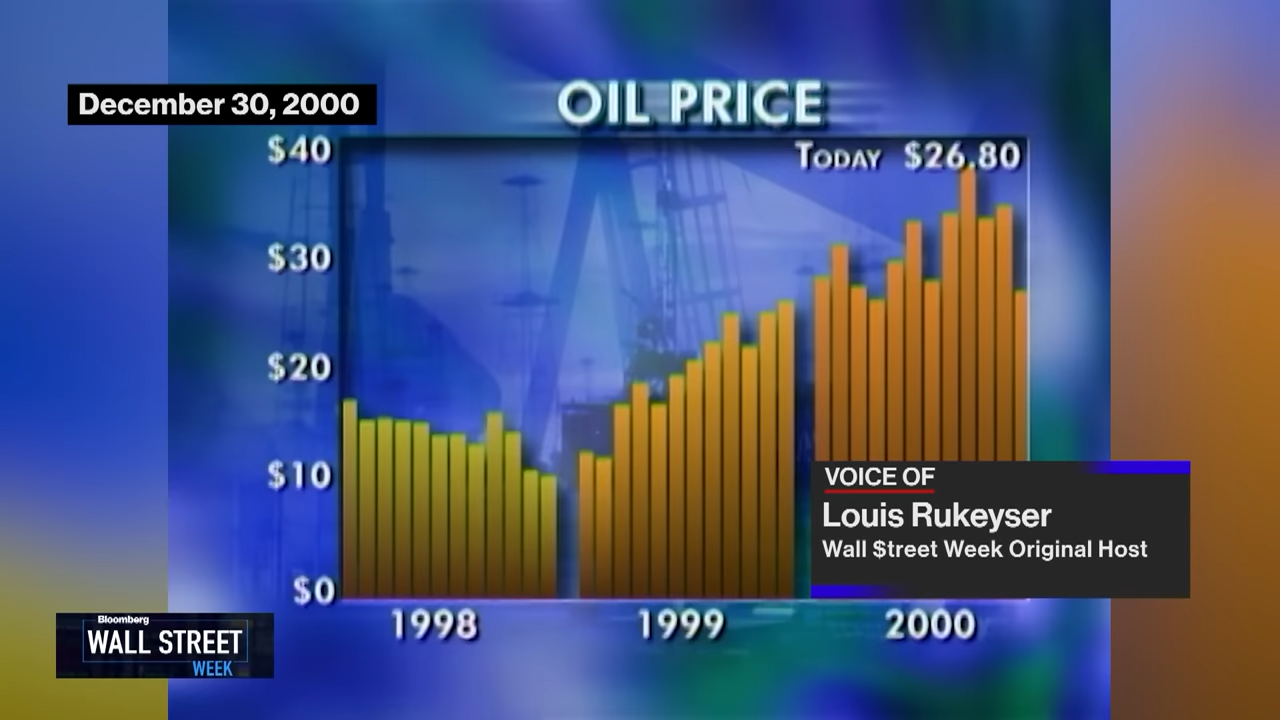 December 30, 2000
OIL PRICE
TODAY $26.80
$40
$30
$20
$10
$0
1998 1999 2000
VOICE OF
Louis Rukeyser
Wall $treet Week Original Host
Bloomberg
WALL STREET
WEEK